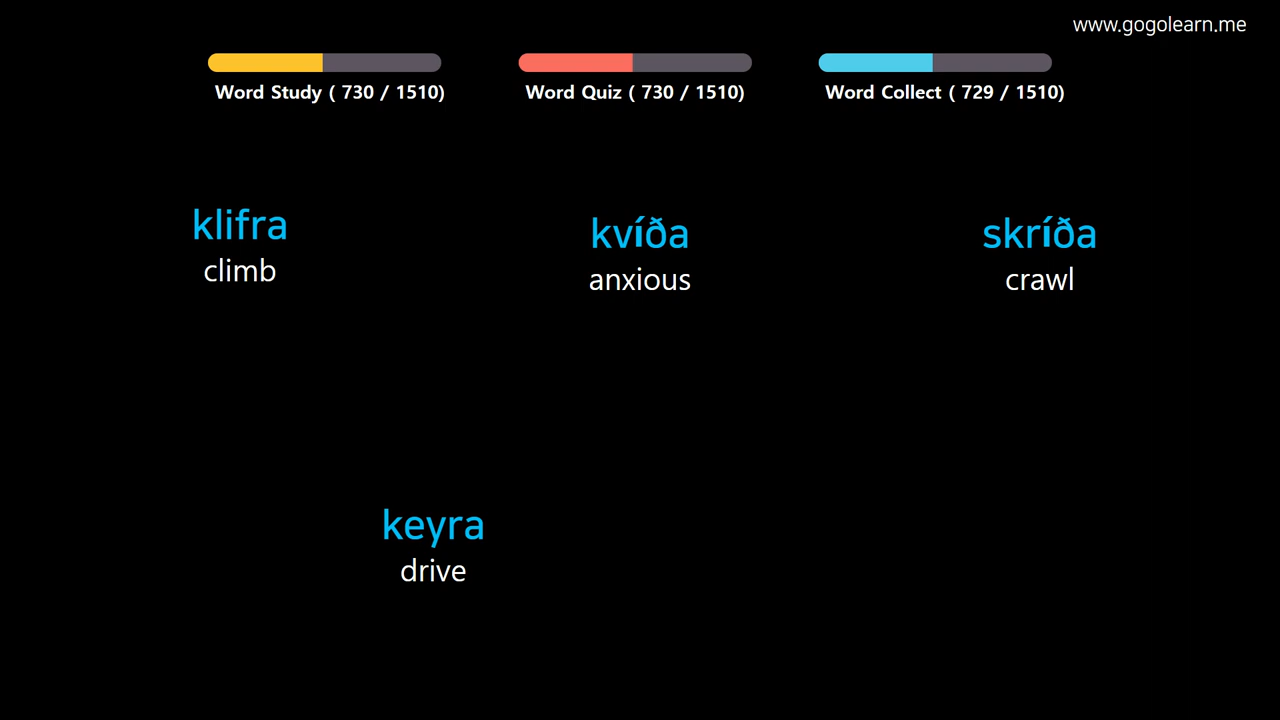 www.gogolearn.me
Word Study ( 730 / 1510)
Word Quiz ( 730 / 1510)
Word Collect ( 729 / 1510)
klifra
climb
kvíða
anxious
skríða
crawl
keyra
drive